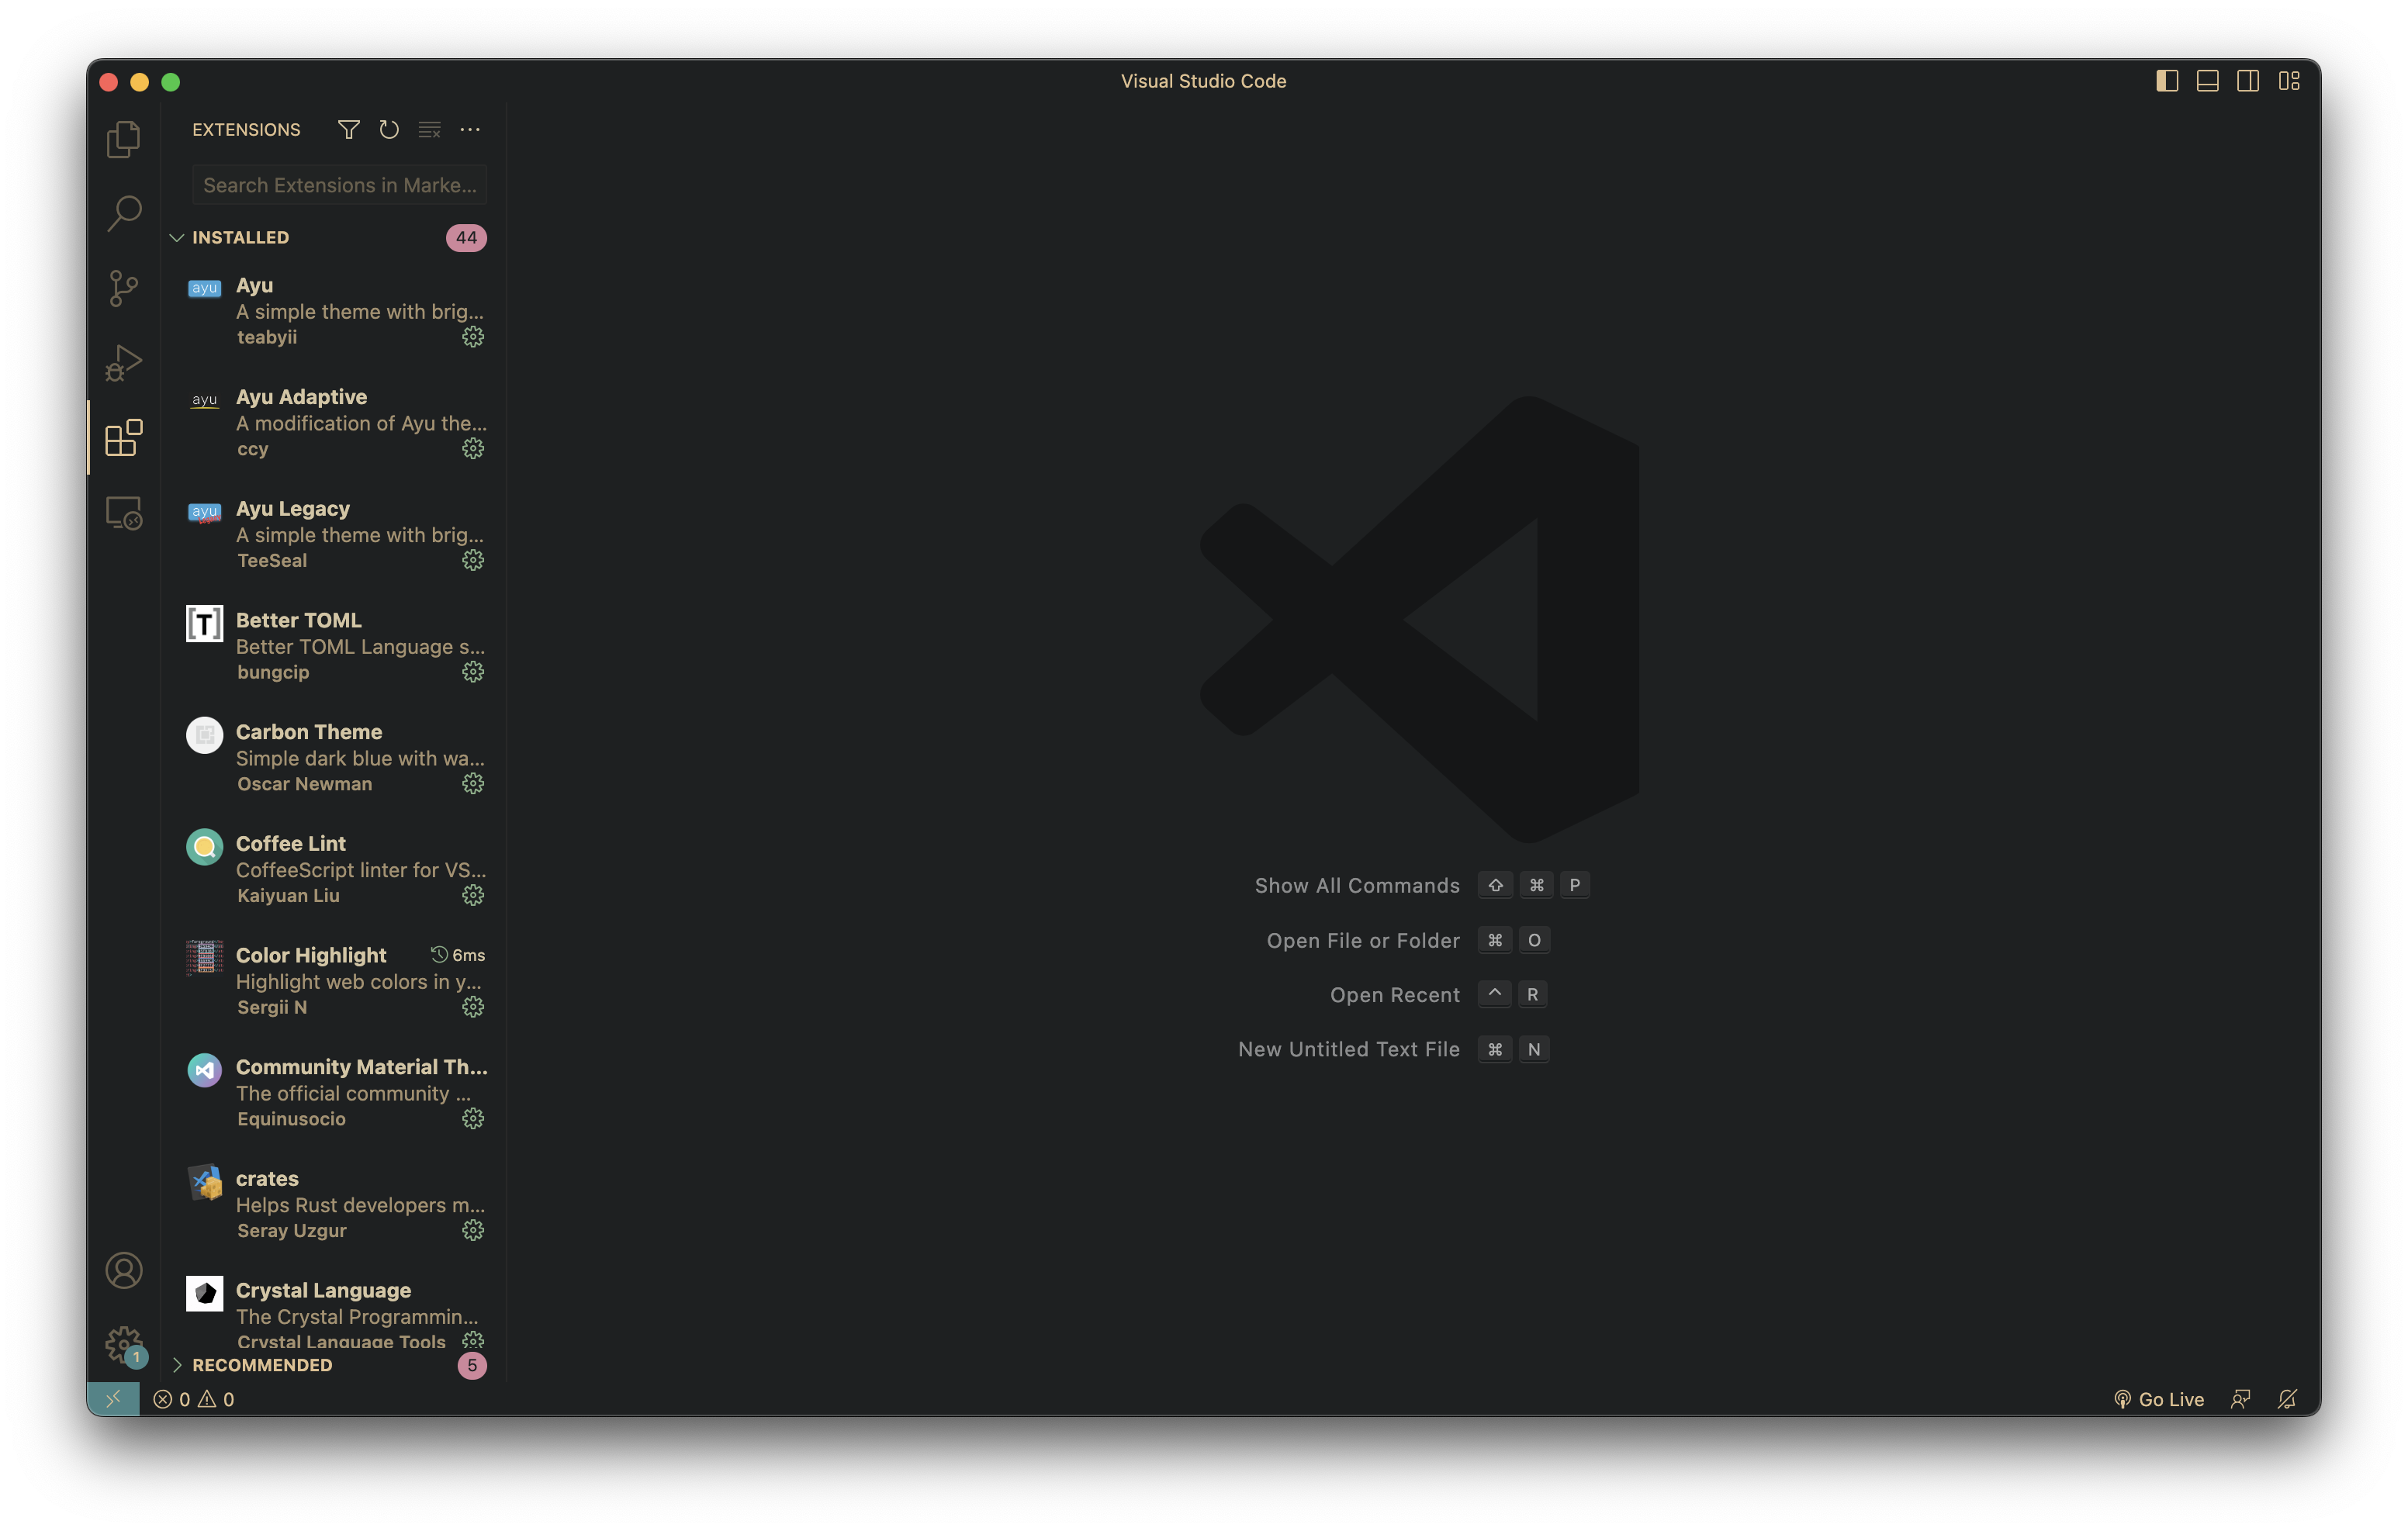 Visual Studio Code
EXTENSIONS
Search Extensions in Marke...
INSTALLED 44
ayu
Ayu
A simple theme with brig...
teabyii
ayu
Ayu Adaptive
A modification of Ayu the...
ccy
ayu
Ayu Legacy
A simple theme with brig...
TeeSeal
[T]
Better TOML
Better TOML Language s...
bungcip
Carbon Theme
Simple dark blue with wa...
Oscar Newman
Coffee Lint
CoffeeScript linter for VS...
Kaiyuan Liu
Color Highlight 6ms
Highlight web colors in y...
Sergii N
Community Material Th...
The official community ...
Equinusocio
crates
Helps Rust developers m...
Seray Uzgur
Crystal Language
The Crystal Programmin...
Crystal Language Tools
1
RECOMMENDED 5
Show All Commands ⇧ ⌘ P
Open File or Folder ⌘ O
Open Recent ^ R
New Untitled Text File ⌘ N
0 0
Go Live